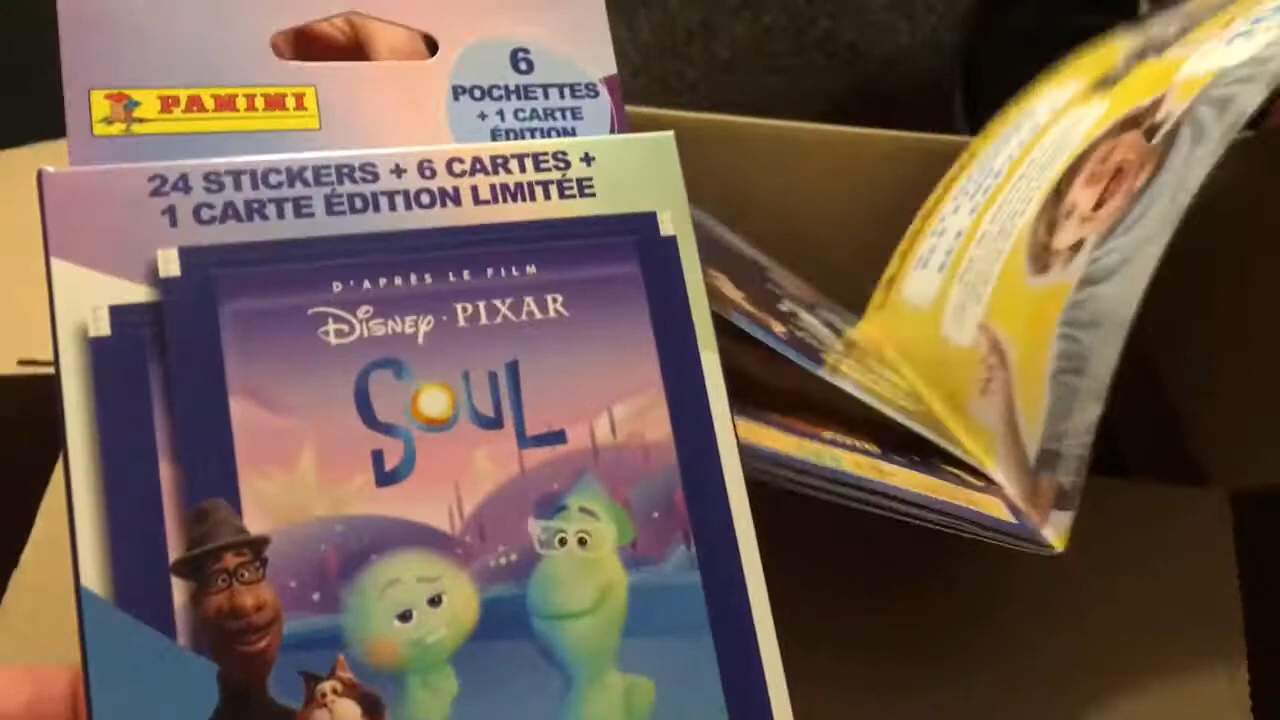 PANINI
6
POCHETTES
+ 1 CARTE
ÉDITION
24 STICKERS + 6 CARTES +
1 CARTE ÉDITION LIMITÉE
D'APRÈS LE FILM
Disney · PIXAR
SOUL